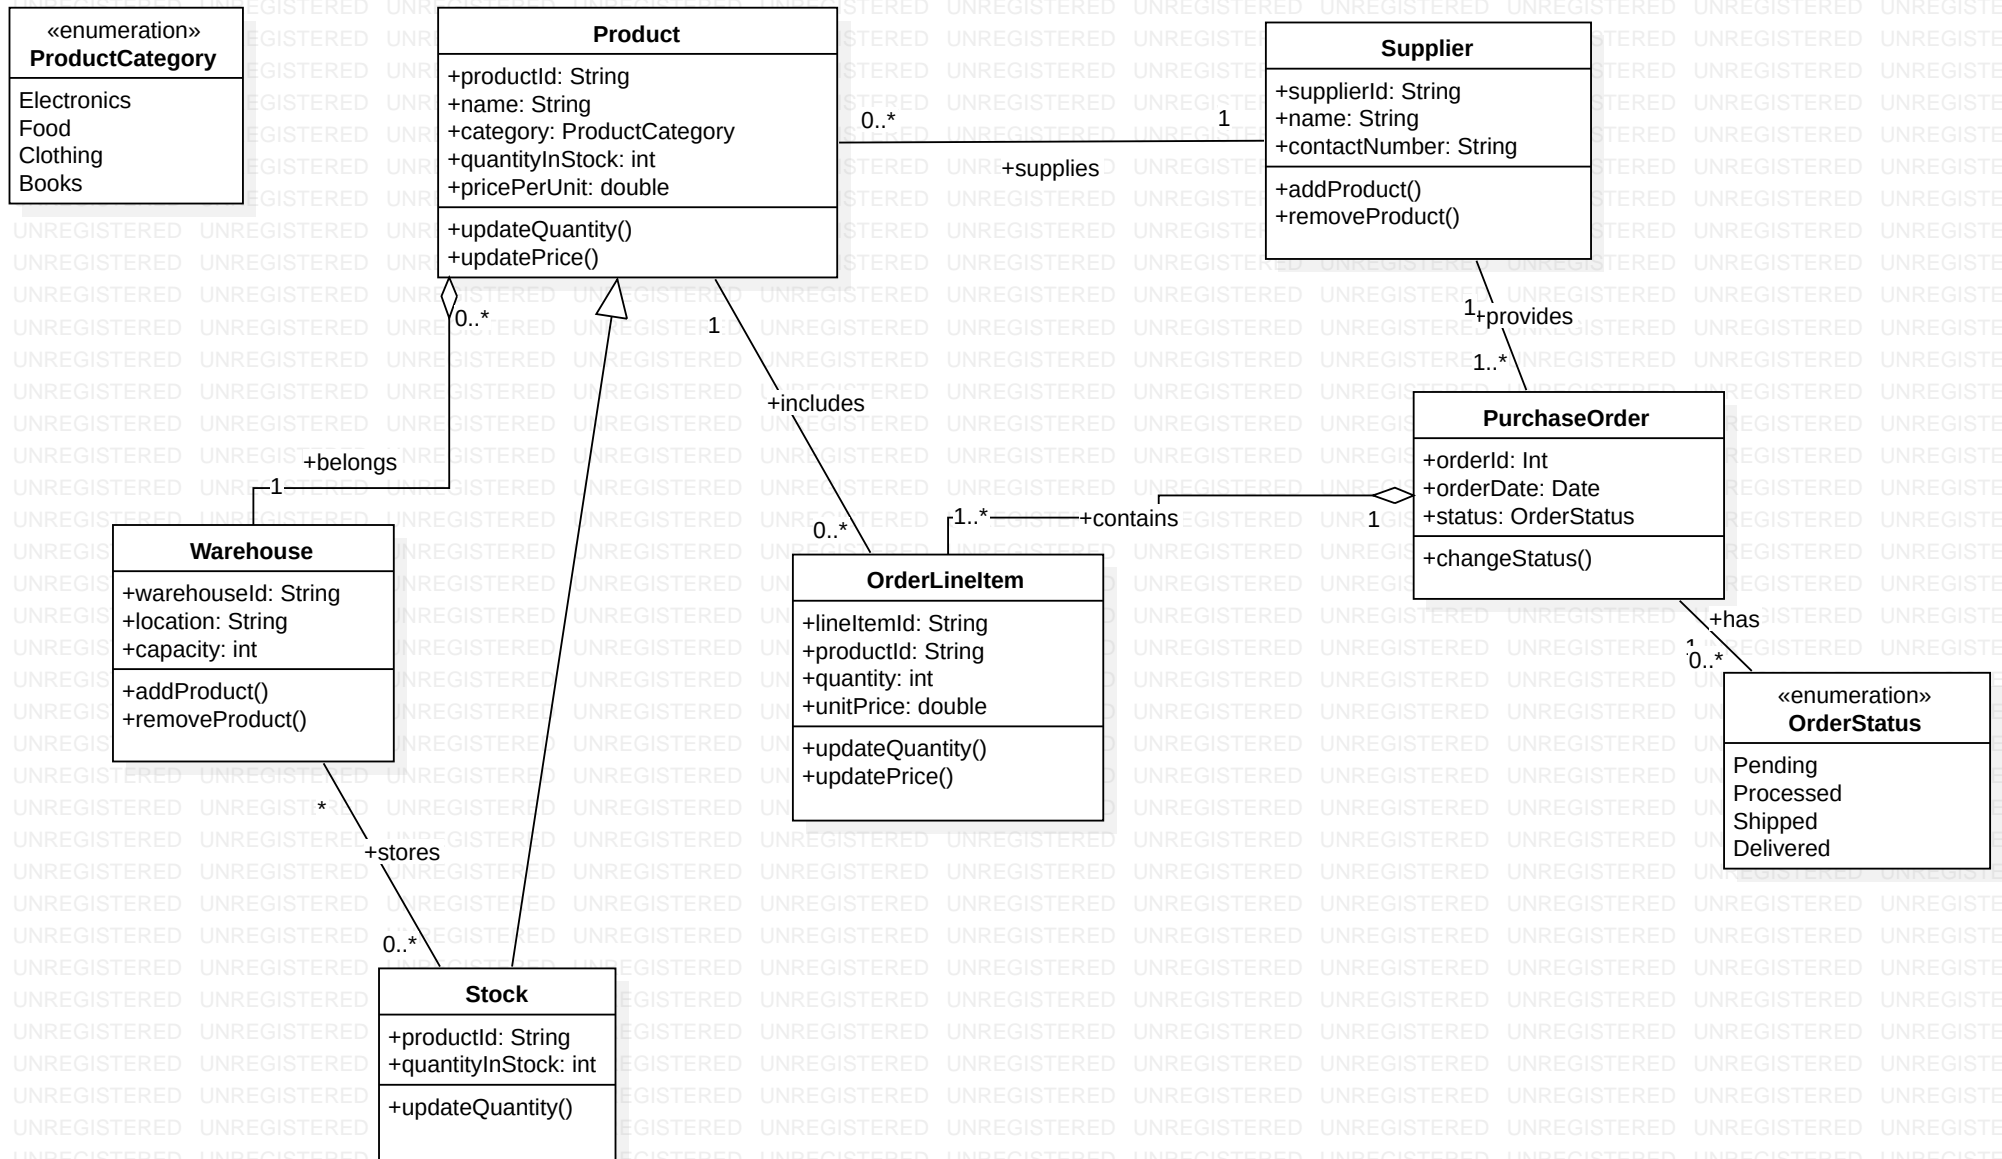 «enumeration»
ProductCategory
Electronics
Food
Clothing
Books
Product
+productId: String
+name: String
+category: ProductCategory
+quantityInStock: int
+pricePerUnit: double
+updateQuantity()
+updatePrice()
0..*
1
+supplies
Supplier
+supplierId: String
+name: String
+contactNumber: String
+addProduct()
+removeProduct()
0..*
+belongs
1
1
+includes
0..*
1
+provides
1..*
PurchaseOrder
+orderId: Int
+orderDate: Date
+status: OrderStatus
+changeStatus()
1..*
+contains
1
Warehouse
+warehouseId: String
+location: String
+capacity: int
+addProduct()
+removeProduct()
OrderLineItem
+lineItemId: String
+productId: String
+quantity: int
+unitPrice: double
+updateQuantity()
+updatePrice()
+has
1
0..*
«enumeration»
OrderStatus
Pending
Processed
Shipped
Delivered
*
+stores
0..*
Stock
+productId: String
+quantityInStock: int
+updateQuantity()
UNREGISTERED